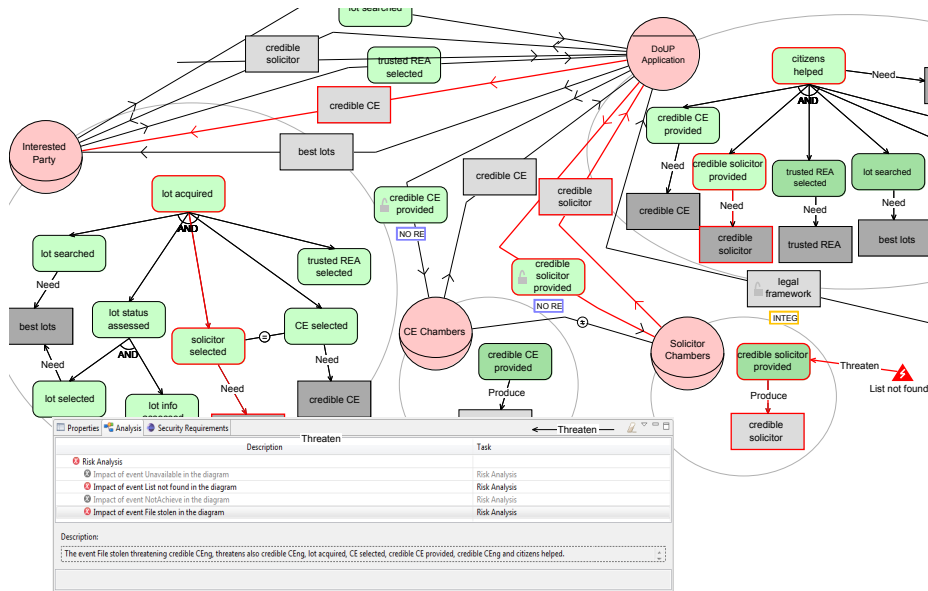 lot searched
credible
solicitor
trusted REA
selected
credible CE
best lots
Interested
Party
DoUP
Application
citizens
helped
Need
AND
credible CE
provided
Need
credible solicitor
provided
Need
trusted REA
selected
Need
lot searched
Need
credible CE
credible
solicitor
trusted REA
best lots
credible CE
provided
NO RE
credible CE
credible
solicitor
credible
solicitor
provided
NO RE
legal
framework
INTEG
lot acquired
AND
lot searched
Need
trusted REA
selected
lot status
assessed
AND
solicitor
selected
=
CE selected
best lots
Need
Need
Need
lot selected
lot info
credible CE
CE Chambers
≠
Solicitor
Chambers
credible CE
provided
Produce
credible solicitor
provided
Produce
credible
solicitor
Threaten
List not found
Properties
Analysis
Security Requirements
Threaten
Threaten
Description
Task
Risk Analysis
Impact of event Unavailable in the diagram
Risk Analysis
Impact of event List not found in the diagram
Risk Analysis
Impact of event NotAchieve in the diagram
Risk Analysis
Impact of event File stolen in the diagram
Risk Analysis
Description:
The event File stolen threatening credible CEng, threatens also credible CEng, lot acquired, CE selected, credible CE provided, credible CEng and citizens helped.